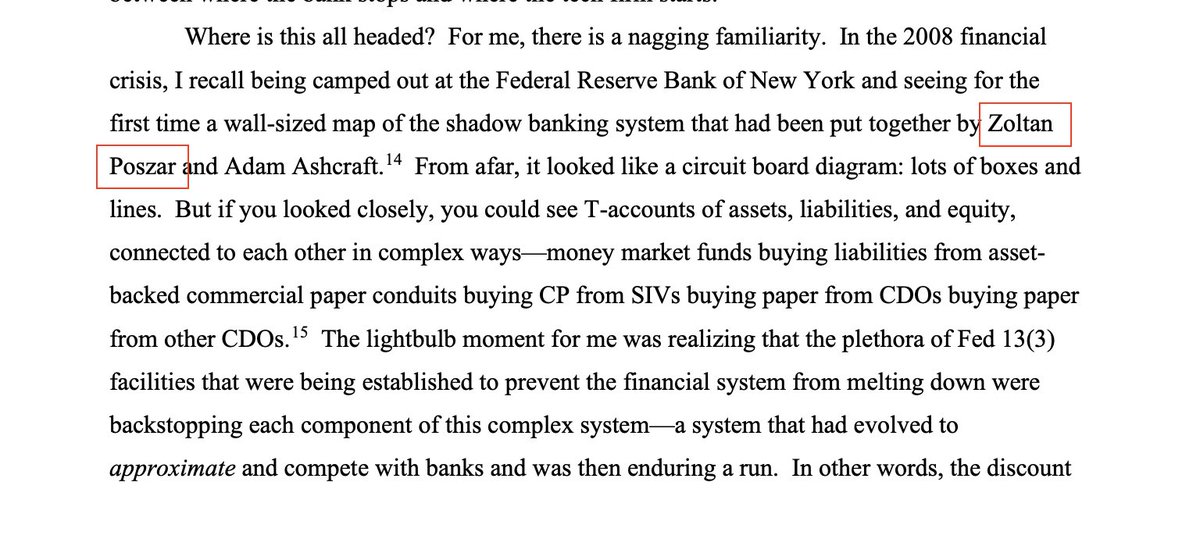 Where is this all headed?  For me, there is a nagging familiarity.  In the 2008 financial
crisis, I recall being camped out at the Federal Reserve Bank of New York and seeing for the
first time a wall-sized map of the shadow banking system that had been put together by Zoltan
Poszar and Adam Ashcraft.14  From afar, it looked like a circuit board diagram: lots of boxes and
lines.  But if you looked closely, you could see T-accounts of assets, liabilities, and equity,
connected to each other in complex ways—money market funds buying liabilities from asset-
backed commercial paper conduits buying CP from SIVs buying paper from CDOs buying paper
from other CDOs.15  The lightbulb moment for me was realizing that the plethora of Fed 13(3)
facilities that were being established to prevent the financial system from melting down were
backstopping each component of this complex system—a system that had evolved to
approximate and compete with banks and was then enduring a run.  In other words, the discount